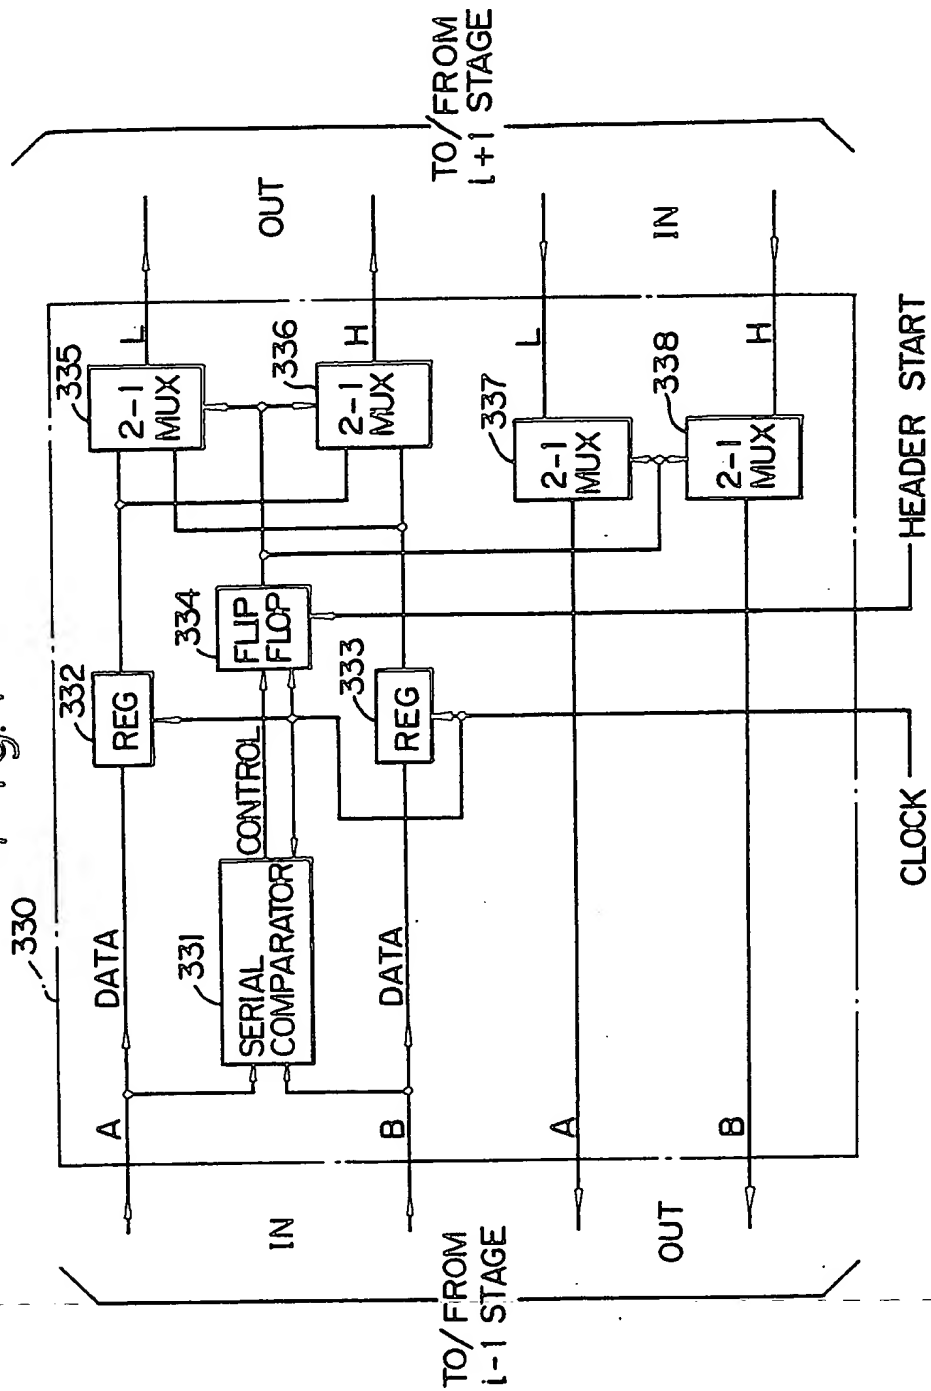 330
TO/FROM
i-1 STAGE
IN
OUT
A
B
A
B
DATA
DATA
331
SERIAL
COMPARATOR
CONTROL
332
REG
333
REG
334
FLIP
FLOP
335
2-1
MUX
336
2-1
MUX
337
2-1
MUX
338
2-1
MUX
L
H
L
H
OUT
IN
TO/FROM
i+1 STAGE
CLOCK
HEADER START